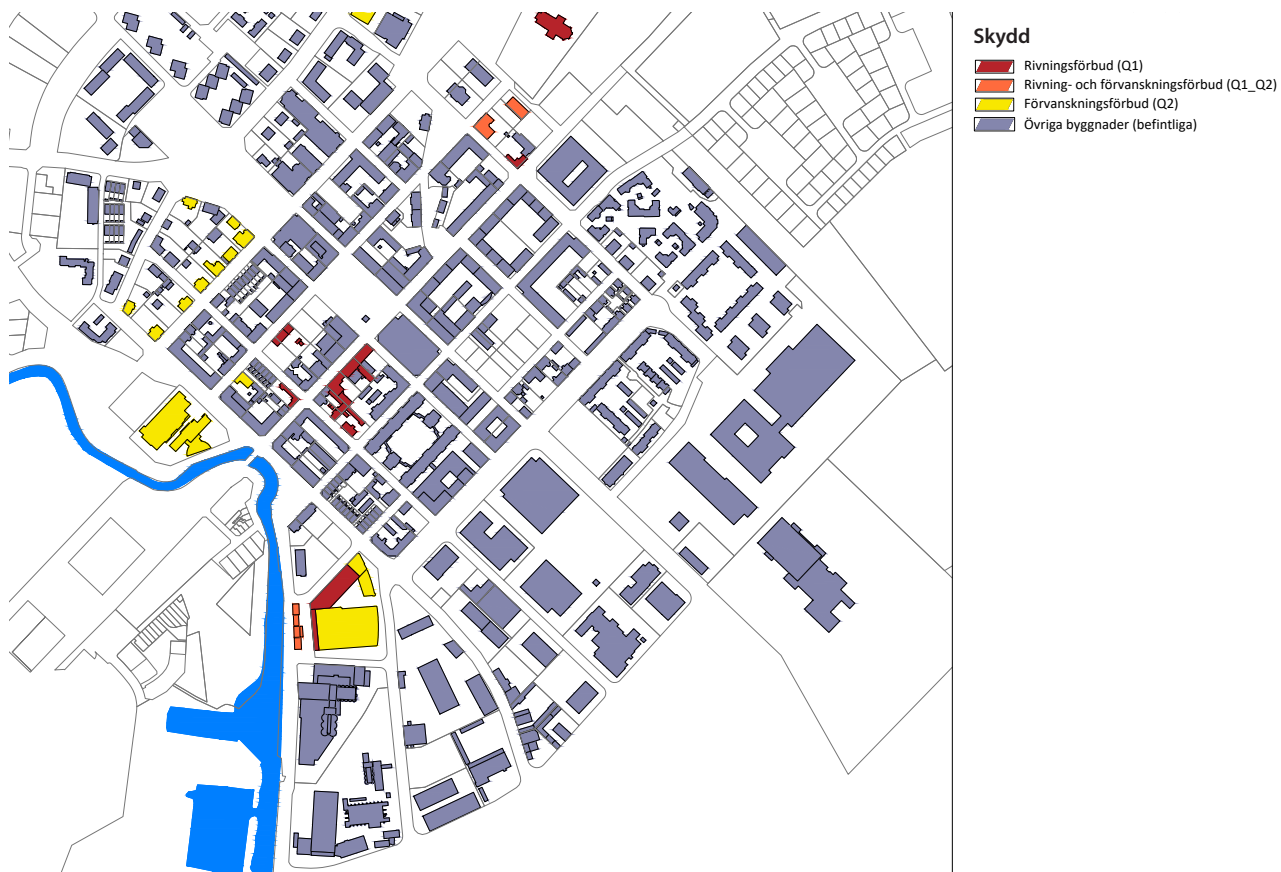 Skydd
Rivningsförbud (Q1)
Rivning- och förvanskningsförbud (Q1_Q2)
Förvanskningsförbud (Q2)
Övriga byggnader (befintliga)